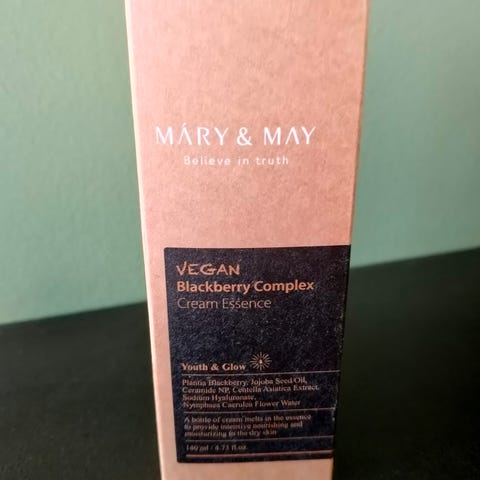 MÁRY & MAY
Believe in truth
VEGAN
Blackberry Complex
Cream Essence
Youth & Glow
Plantia Blackberry, Jojoba Seed Oil,
Ceramide NP, Centella Asiatica Extract,
Sodium Hyaluronate,
Nymphaea Caerulea Flower Water
A bottle of cream melts in the essence
to provide intensive nourishing and
moisturizing to the dry skin
140 ml / 4.73 fl.oz.